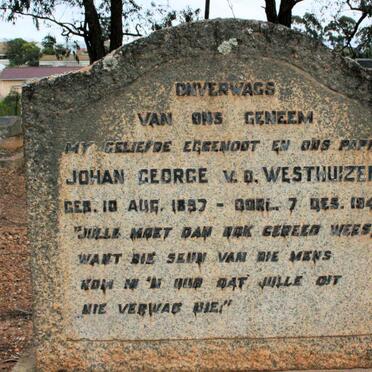 ONVERWAGS
VAN ONS GENEEM
MY GELIEFDE EGGENOOT EN ONS PAPPA
JOHAN GEORGE V.D. WESTHUIZEN
GEB. 10 AUG. 1897 - OORL. 7 DES. 194
"JULLE MOET DAN OOK GEREED WEES,
WANT DIE SEUN VAN DIE MENS
KOM IN 'N UUR DAT JULLE DIT
NIE VERWAG NIE."